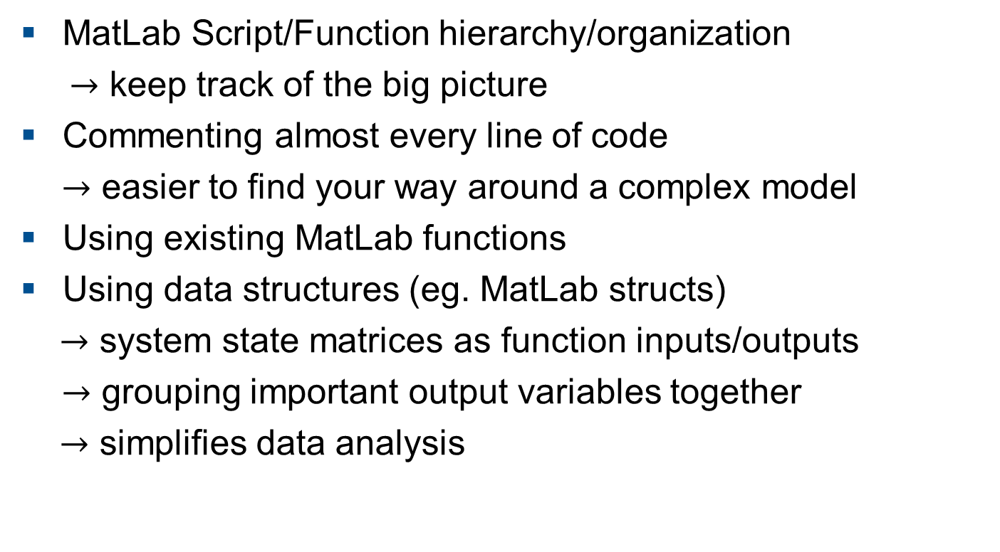 ▪ MatLab Script/Function hierarchy/organization
→ keep track of the big picture
▪ Commenting almost every line of code
→ easier to find your way around a complex model
▪ Using existing MatLab functions
▪ Using data structures (eg. MatLab structs)
→ system state matrices as function inputs/outputs
→ grouping important output variables together
→ simplifies data analysis